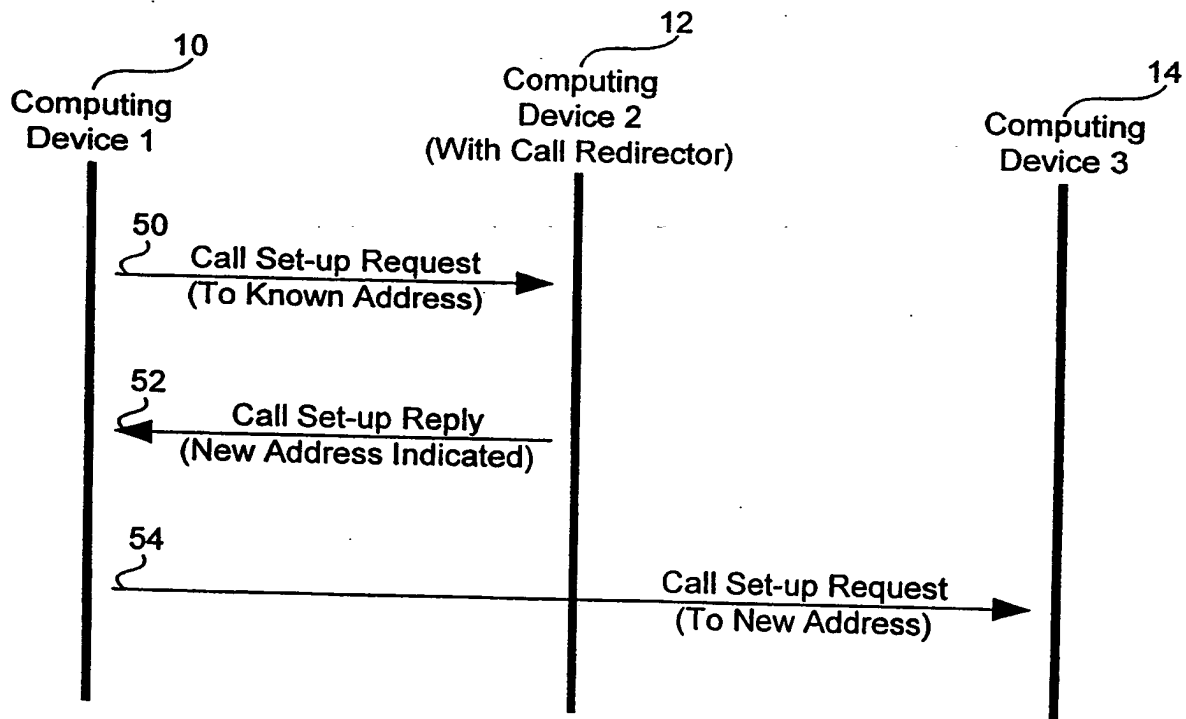 10
Computing
Device 1
12
Computing
Device 2
(With Call Redirector)
14
Computing
Device 3
50
Call Set-up Request
(To Known Address)
52
Call Set-up Reply
(New Address Indicated)
54
Call Set-up Request
(To New Address)